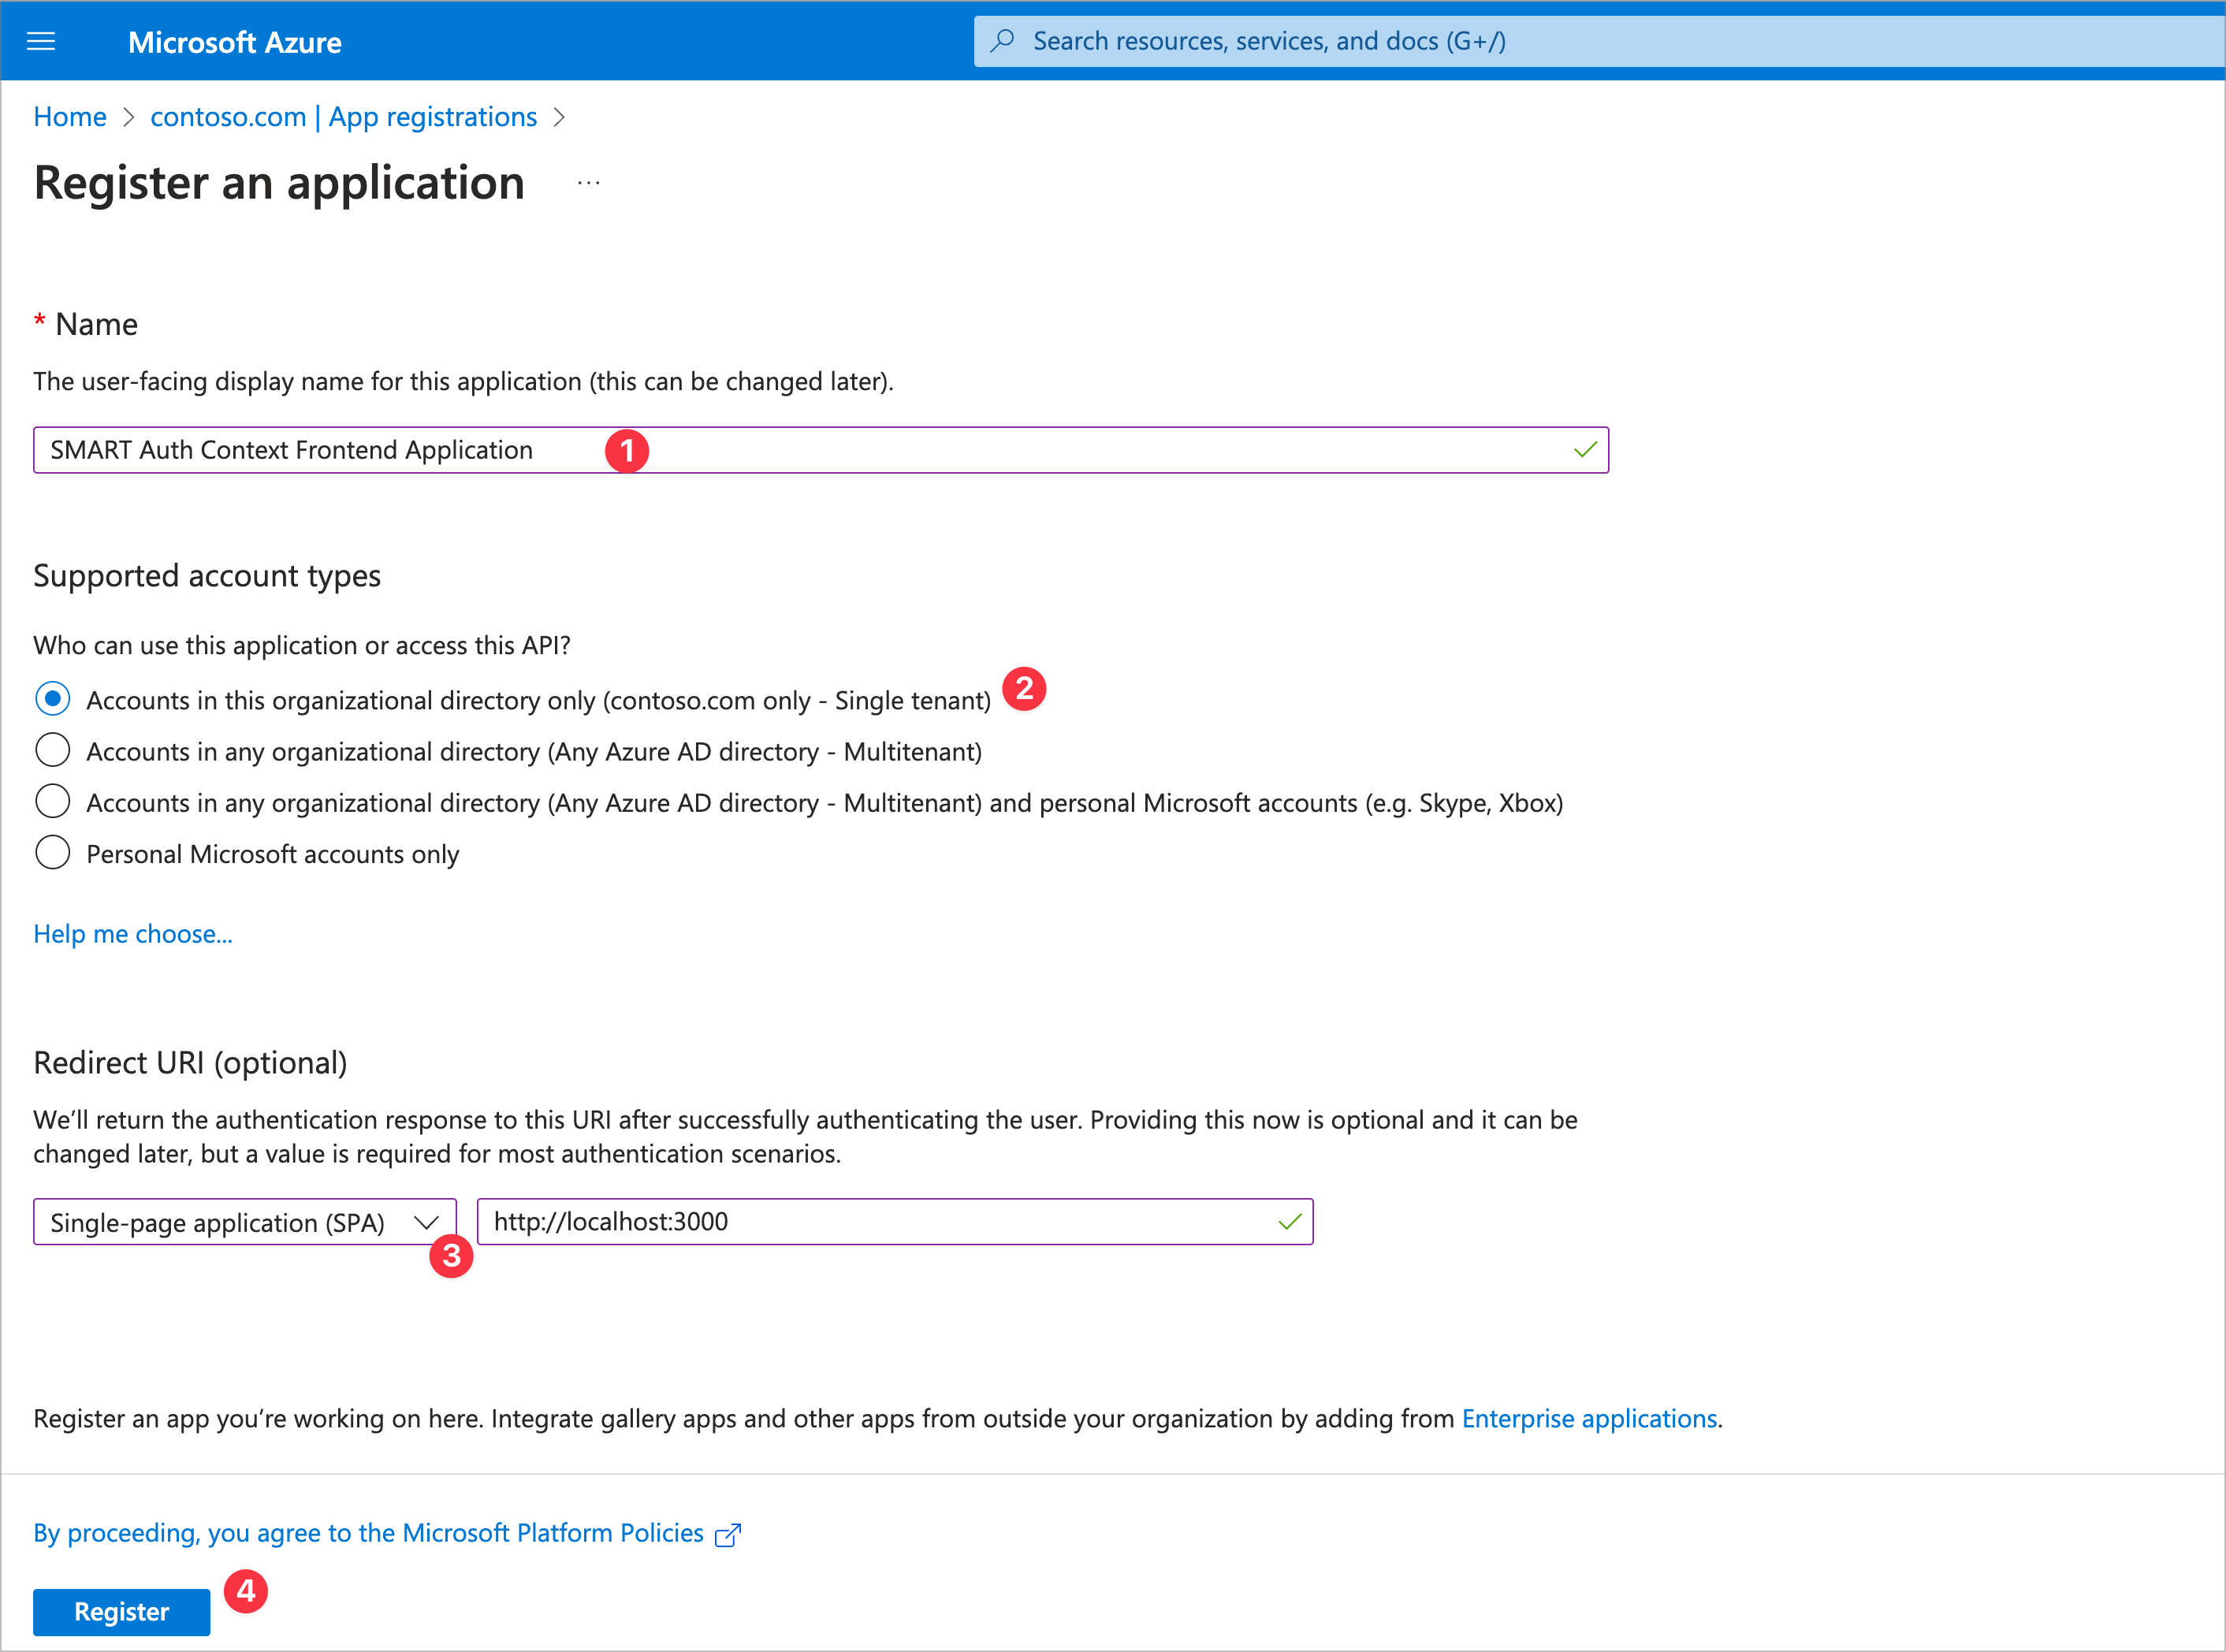 Microsoft Azure
Search resources, services, and docs (G+/)
Home > contoso.com | App registrations >
Register an application ...
* Name
The user-facing display name for this application (this can be changed later).
SMART Auth Context Frontend Application
1
Supported account types
Who can use this application or access this API?
Accounts in this organizational directory only (contoso.com only - Single tenant)
2
Accounts in any organizational directory (Any Azure AD directory - Multitenant)
Accounts in any organizational directory (Any Azure AD directory - Multitenant) and personal Microsoft accounts (e.g. Skype, Xbox)
Personal Microsoft accounts only
Help me choose...
Redirect URI (optional)
We’ll return the authentication response to this URI after successfully authenticating the user. Providing this now is optional and it can be
changed later, but a value is required for most authentication scenarios.
Single-page application (SPA)
http://localhost:3000
3
Register an app you’re working on here. Integrate gallery apps and other apps from outside your organization by adding from Enterprise applications.
By proceeding, you agree to the Microsoft Platform Policies
4
Register